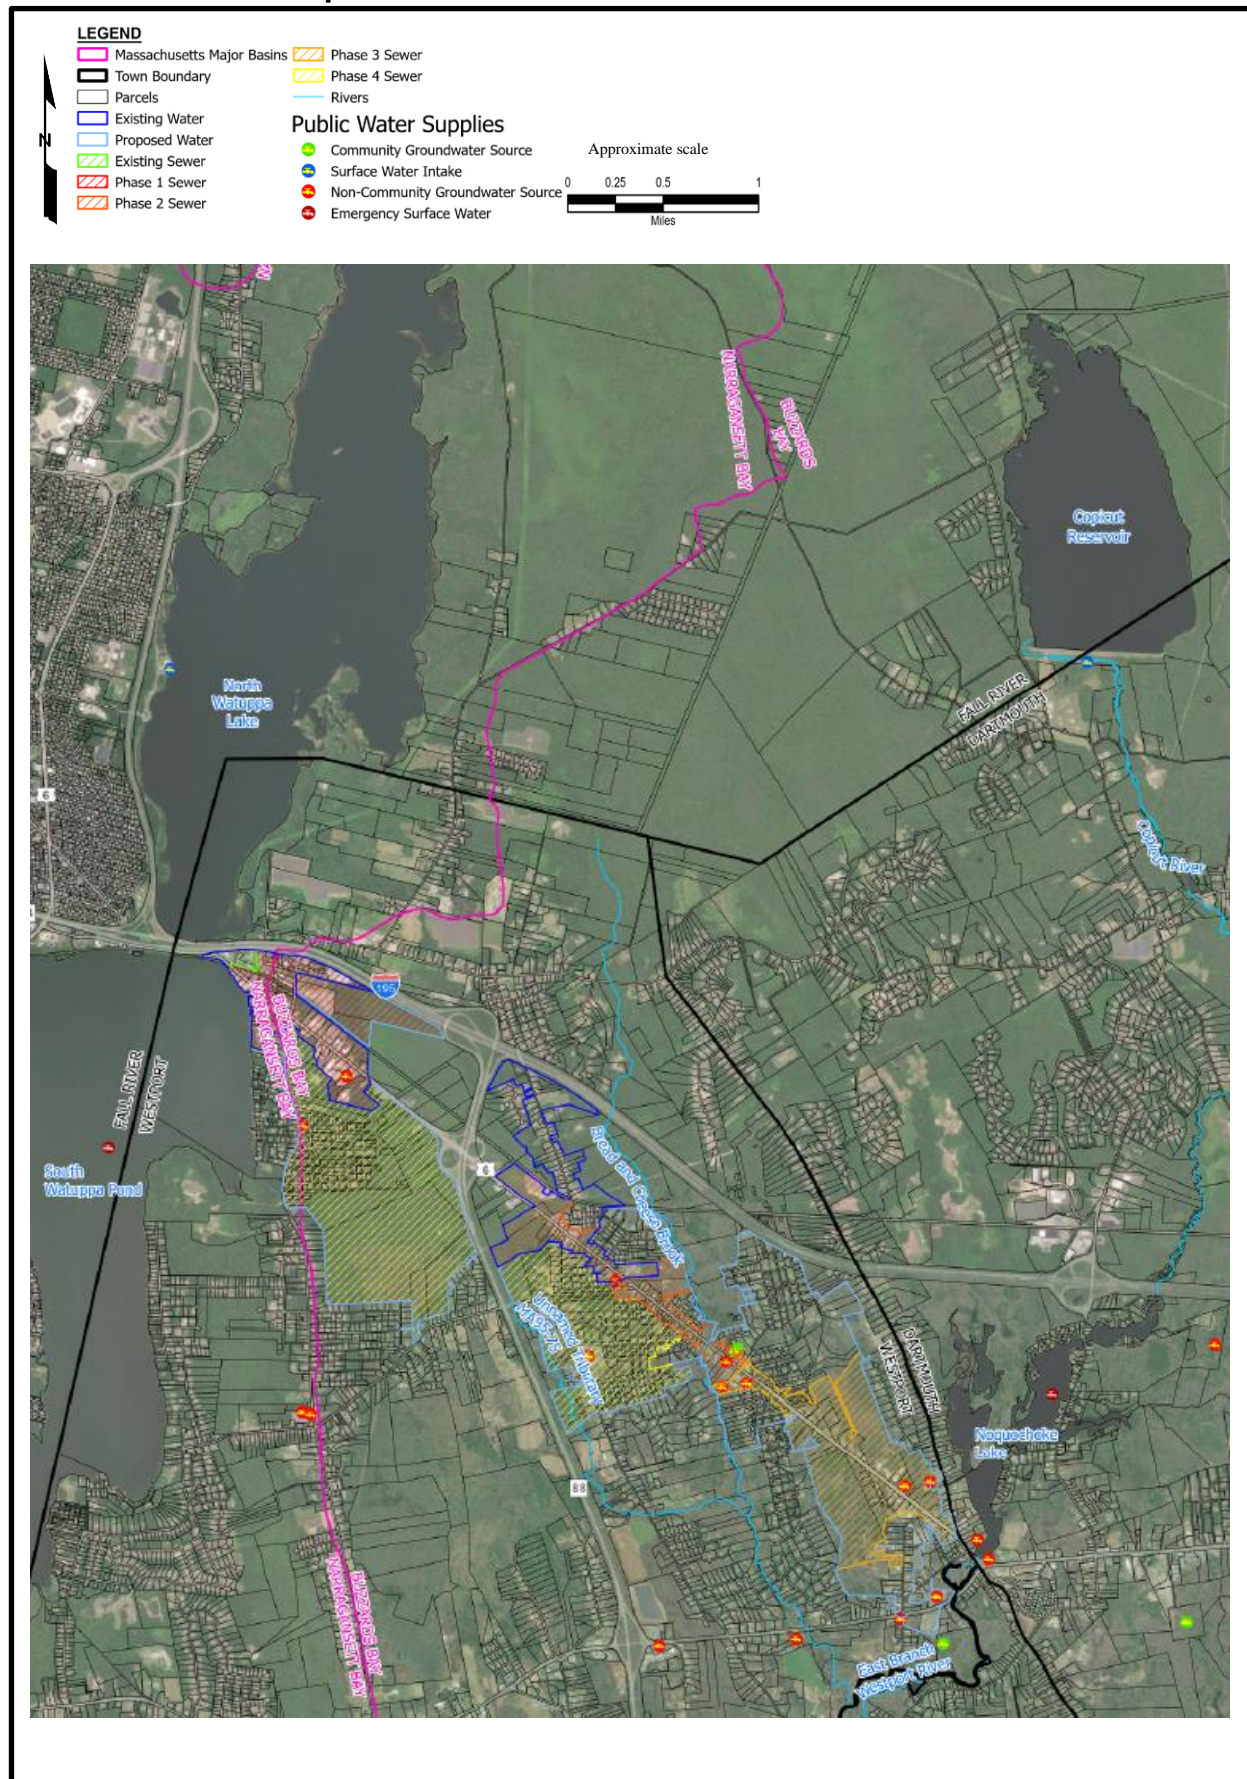 LEGEND
Massachusetts Major Basins
Town Boundary
Parcels
Existing Water
Proposed Water
Existing Sewer
Phase 1 Sewer
Phase 2 Sewer
Phase 3 Sewer
Phase 4 Sewer
Rivers
Public Water Supplies
Community Groundwater Source
Surface Water Intake
Non-Community Groundwater Source
Emergency Surface Water
N
Approximate scale
0 0.25 0.5 1
Miles
NARRAGANSETT BAY
BUZZARDS
BAY
Copicut
Reservoir
North
Watuppa
Lake
FALL RIVER
DARTMOUTH
6
Copicut River
195
BUZZARDS BAY
NARRAGANSETT BAY
FALL RIVER
WESTPORT
South
Watuppa Pond
6
Bread and Cheese Brook
Unnamed Tributary
MA95-75
DARTMOUTH
WESTPORT
Noquochoke
Lake
88
BUZZARDS BAY
NARRAGANSETT BAY
East Branch
Westport River